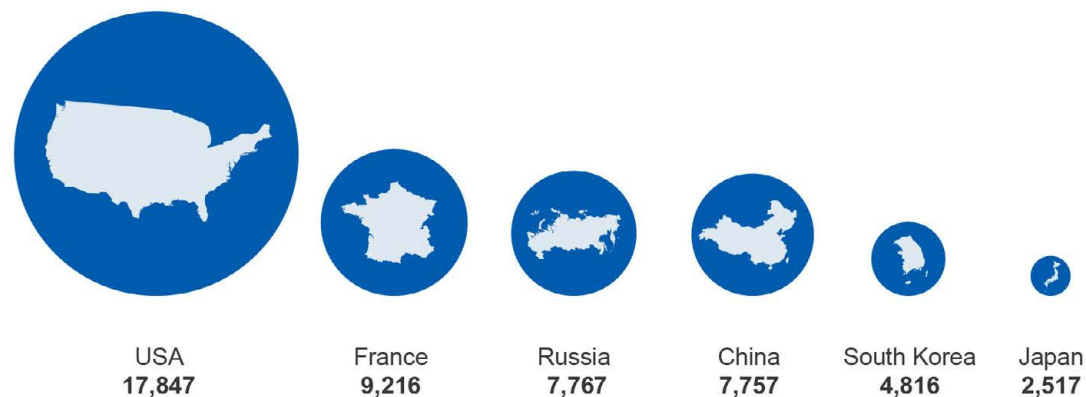 USA
17,847
France
9,216
Russia
7,767
China
7,757
South Korea
4,816
Japan
2,517